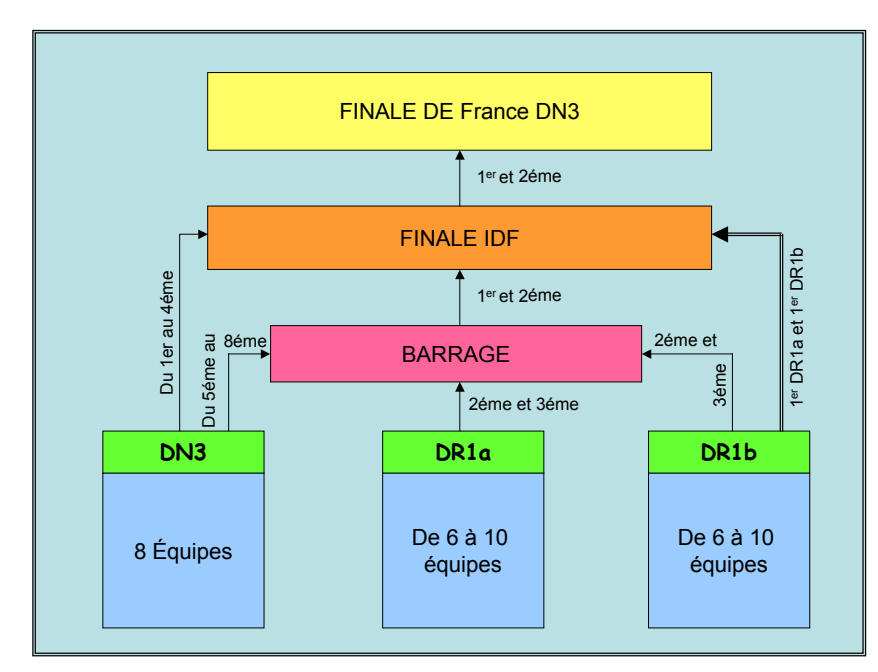 FINALE DE France DN3
1er et 2éme
FINALE IDF
Du 1er au 4éme
1er et 2éme
1er DR1a et 1er DR1b
Du 5éme au
8éme
BARRAGE
2éme et
3éme
2éme et 3éme
DN3
DR1a
DR1b
8 Équipes
De 6 à 10
équipes
De 6 à 10
équipes